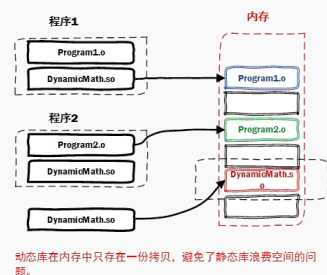 程序1
内存
Program1.o
DynamicMath.so
Program1.o
程序2
Program2.o
Program2.o
DynamicMath.so
DynamicMath.s
o
DynamicMath.so
动态库在内存中只存在一份拷贝，避免了静态库浪费空间的问
题。